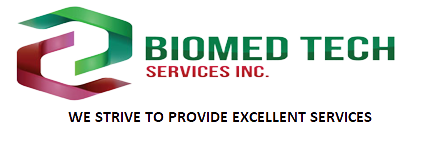 BIOMED TECH
SERVICES INC.
WE STRIVE TO PROVIDE EXCELLENT SERVICES